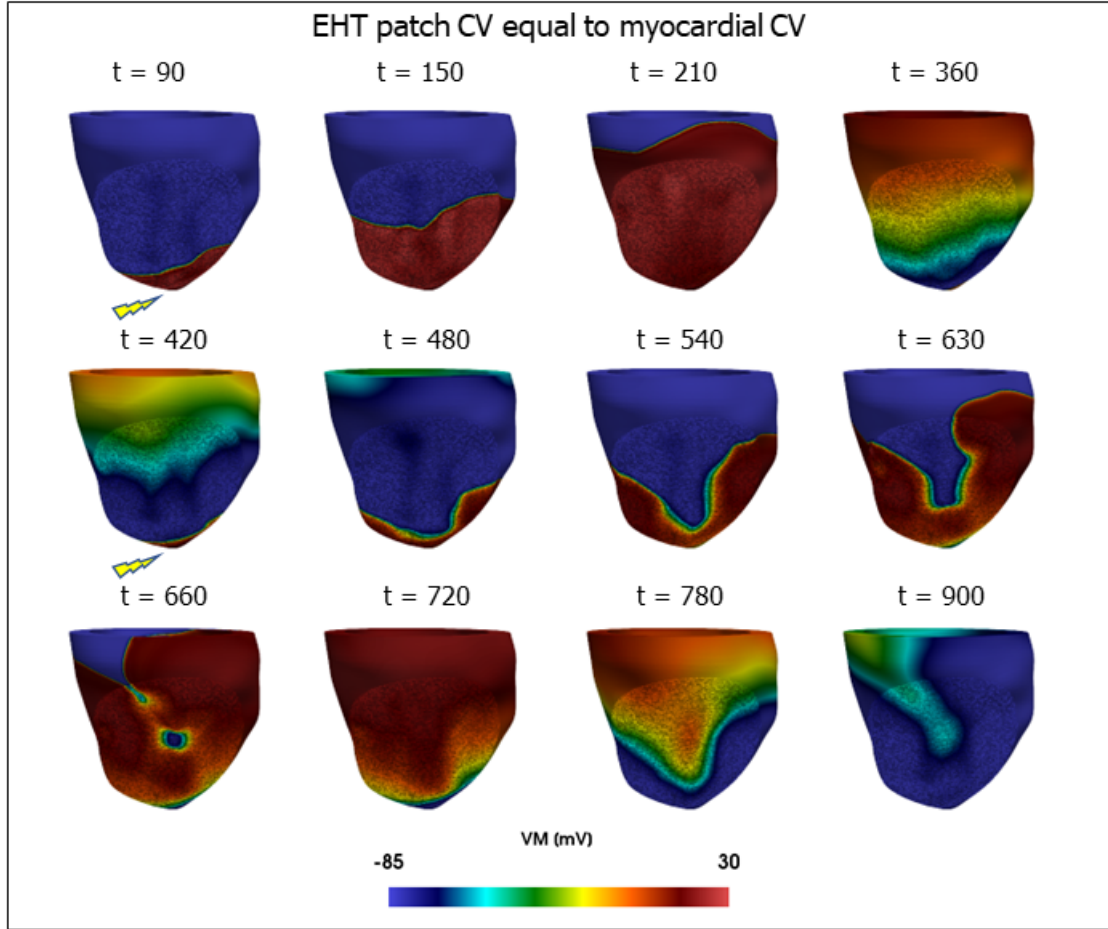 EHT patch CV equal to myocardial CV
t = 90
t = 150
t = 210
t = 360
t = 420
t = 480
t = 540
t = 630
t = 660
t = 720
t = 780
t = 900
VM (mV)
-85
30